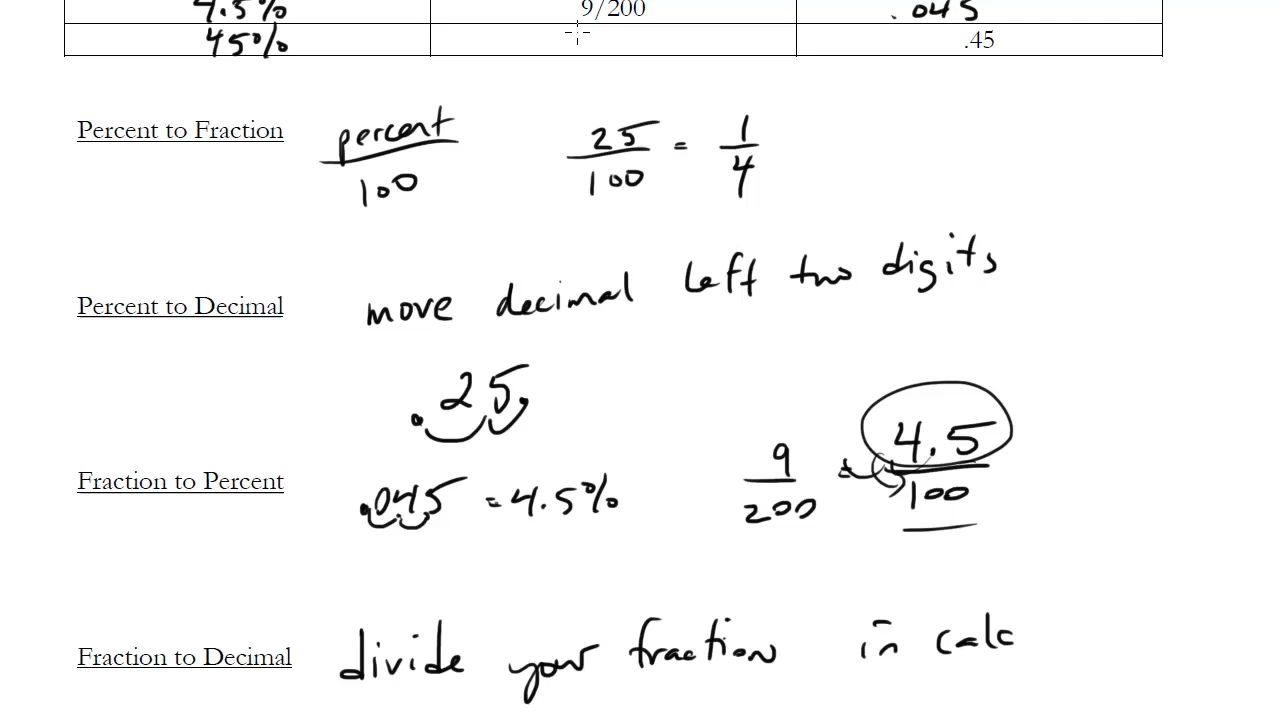 4.5% 9/200 .045
45% .45
Percent to Fraction percent/100 25/100 = 1/4
Percent to Decimal move decimal left two digits
.25
Fraction to Percent .045 = 4.5% 9/200 = 4.5/100
Fraction to Decimal divide your fraction in calc